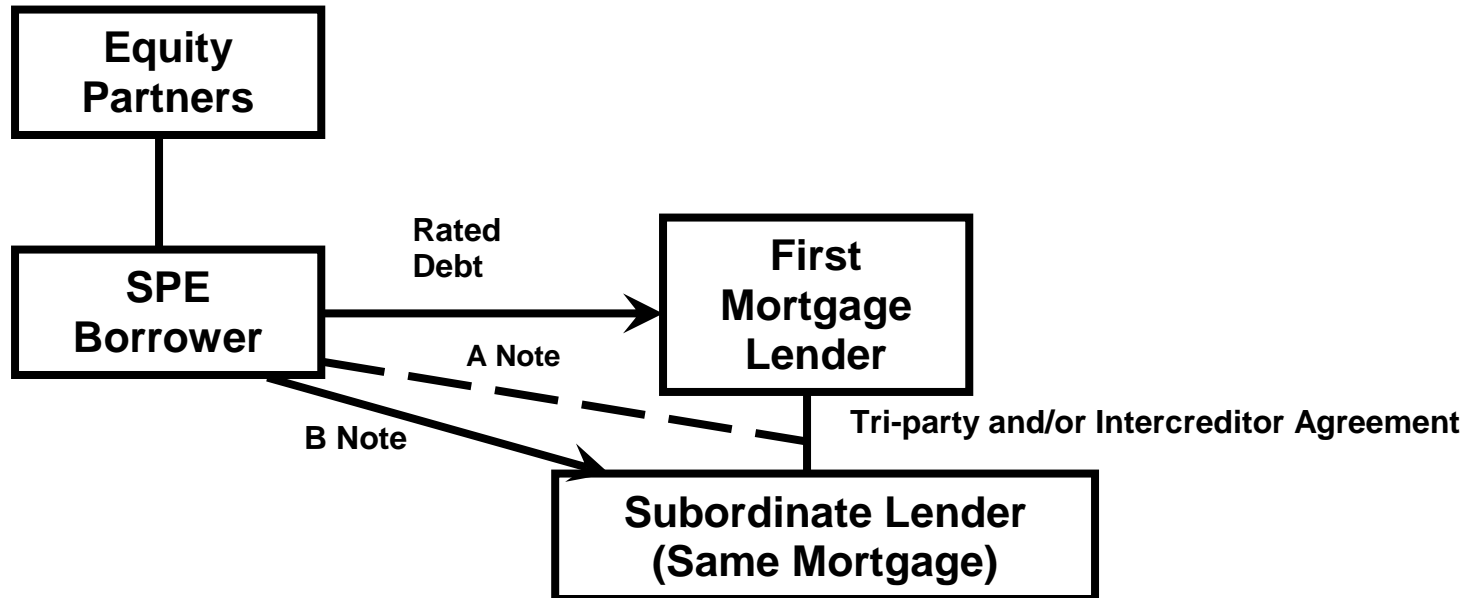 Equity
Partners
Rated
Debt
SPE
Borrower
First
Mortgage
Lender
A Note
B Note
Tri-party and/or Intercreditor Agreement
Subordinate Lender
(Same Mortgage)